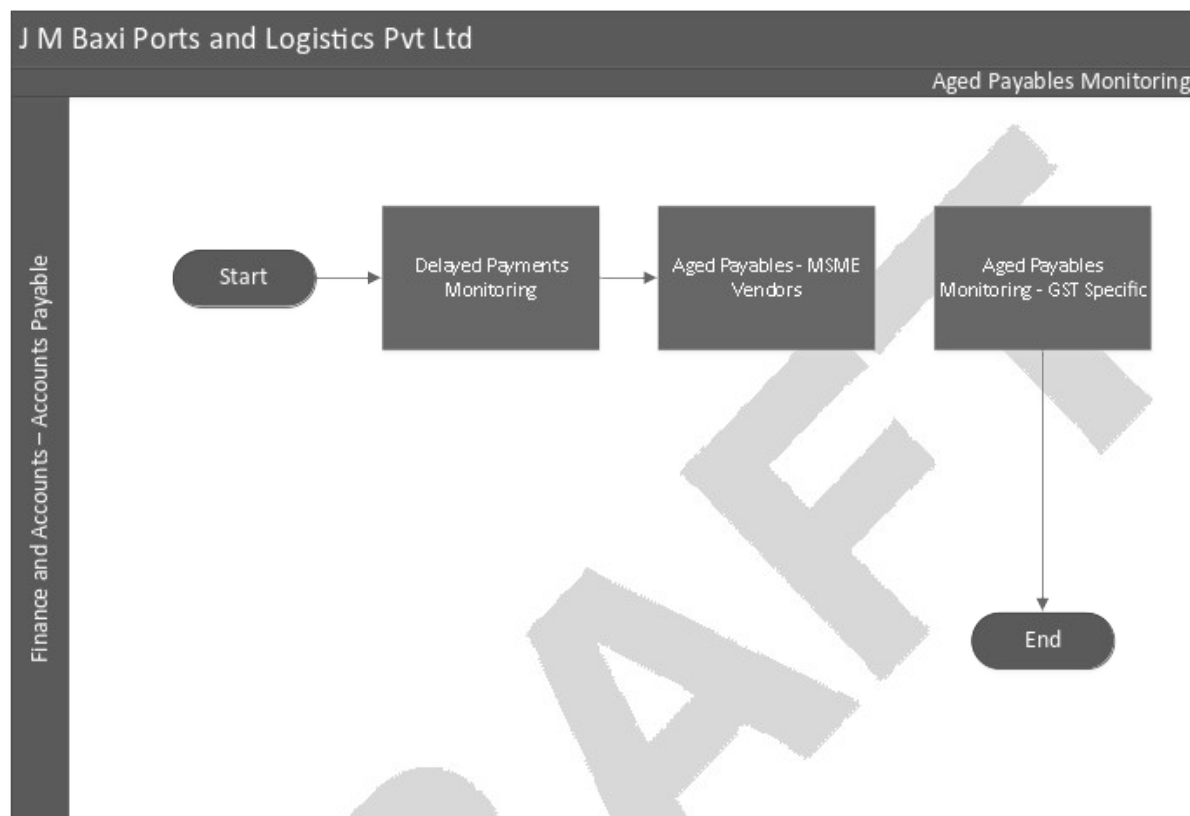 J M Baxi Ports and Logistics Pvt Ltd
Aged Payables Monitoring
Finance and Accounts – Accounts Payable
Start
Delayed Payments
Monitoring
Aged Payables- MSME
Vendors
Aged Payables
Monitoring - GST Specific
End
DRAFT